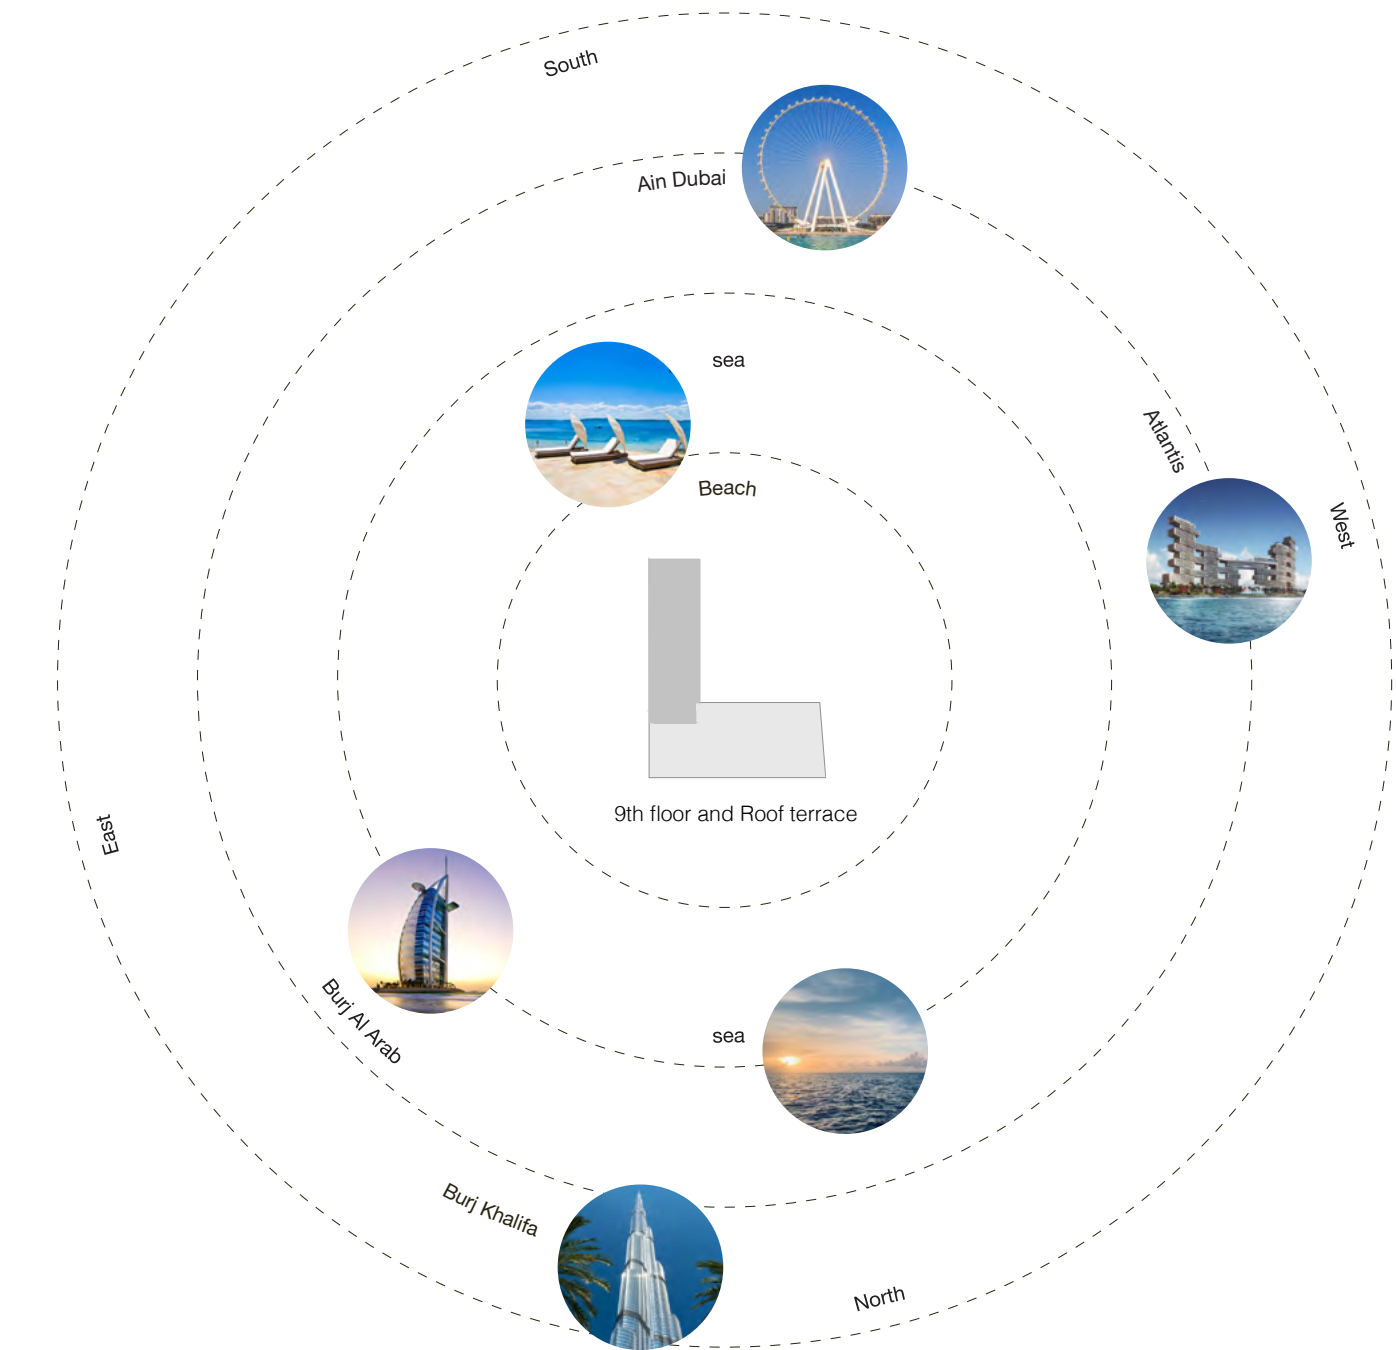 South
Ain Dubai
sea
Beach
Atlantis
West
9th floor and Roof terrace
East
Burj Al Arab
sea
Burj Khalifa
North